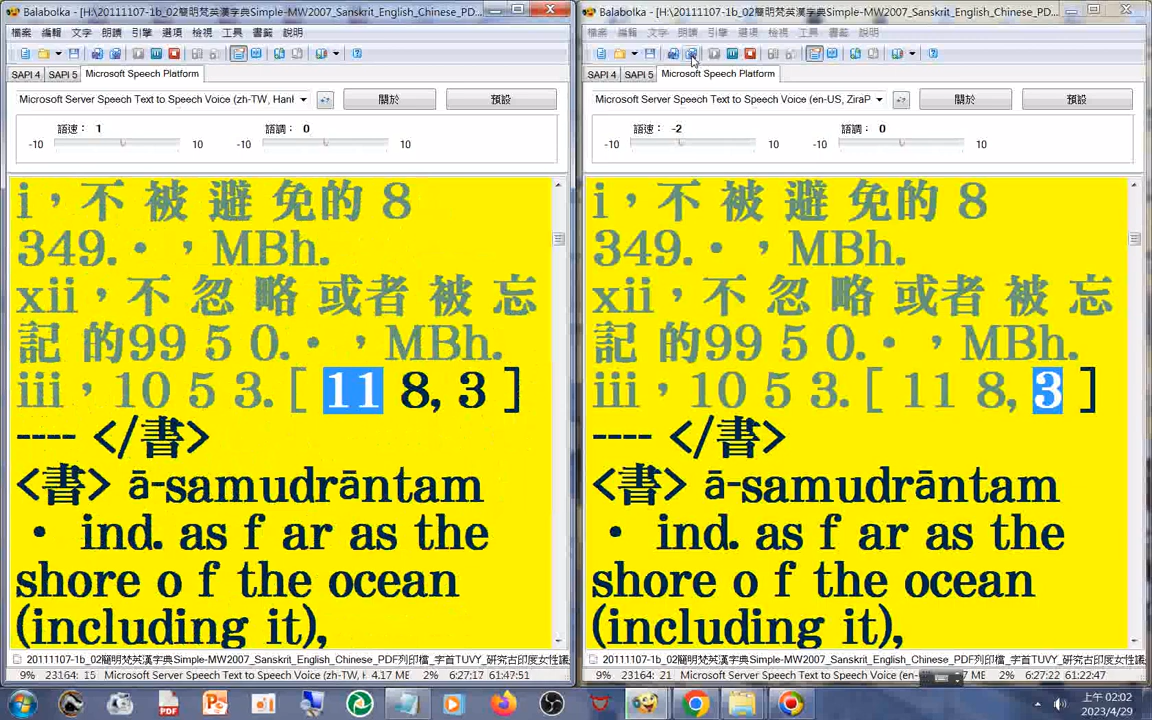 Balabolka - [H:\20111107-1b_02簡明梵英漢字典Simple-MW2007_Sanskrit_English_Chinese_PD...
檔案 編輯 文字 朗讀 引擎 選項 檢視 工具 書籤 說明
SAPI 4 SAPI 5 Microsoft Speech Platform
Microsoft Server Speech Text to Speech Voice (zh-TW, HanH 關於 預設
語速： 1 語調： 0
-10 10 -10 10
i，不 被 避 免的 8
349.• ，MBh.
xii，不 忽 略 或者 被 忘
記 的99 5 0.• ，MBh.
iii，10 5 3. [ 11 8, 3 ]
---- </書>
<書> ā-samudrāntam
• ind. as f ar as the
shore o f the ocean
(including it),
20111107-1b_02簡明梵英漢字典Simple-MW2007_Sanskrit_English_Chinese_PDF列印檔_字首TUVY_研究古印度女性議
9% 23164: 15 Microsoft Server Speech Text to Speech Voice (zh-TW, H 4.17 ME 2% 6:27:17 61:47:51
Balabolka - [H:\20111107-1b_02簡明梵英漢字典Simple-MW2007_Sanskrit_English_Chinese_PD...
檔案 編輯 文字 朗讀 引擎 選項 檢視 工具 書籤 說明
SAPI 4 SAPI 5 Microsoft Speech Platform
Microsoft Server Speech Text to Speech Voice (en-US, ZiraP 關於 預設
語速： -2 語調： 0
-10 10 -10 10
i，不 被 避 免的 8
349.• ，MBh.
xii，不 忽 略 或者 被 忘
記 的99 5 0.• ，MBh.
iii，10 5 3. [ 11 8, 3 ]
---- </書>
<書> ā-samudrāntam
• ind. as f ar as the
shore o f the ocean
(including it),
20111107-1b_02簡明梵英漢字典Simple-MW2007_Sanskrit_English_Chinese_PDF列印檔_字首TUVY_研究古印度女性議
9% 23164: 21 Microsoft Server Speech Text to Speech Voice (en- 2% 6:27:22 61:22:47
PDF
上午 02:02
2023/4/29